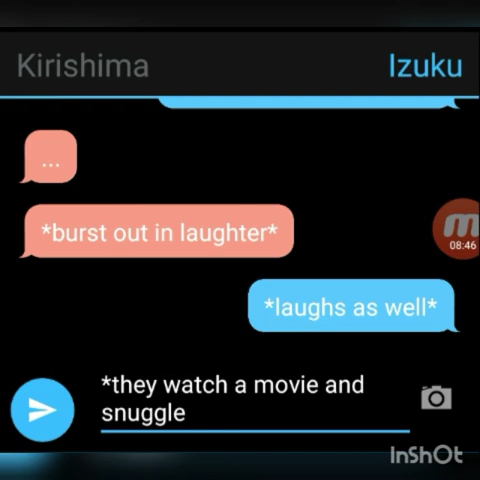 Kirishima
Izuku
...
*burst out in laughter*
08:46
*laughs as well*
*they watch a movie and
snuggle
InShOt